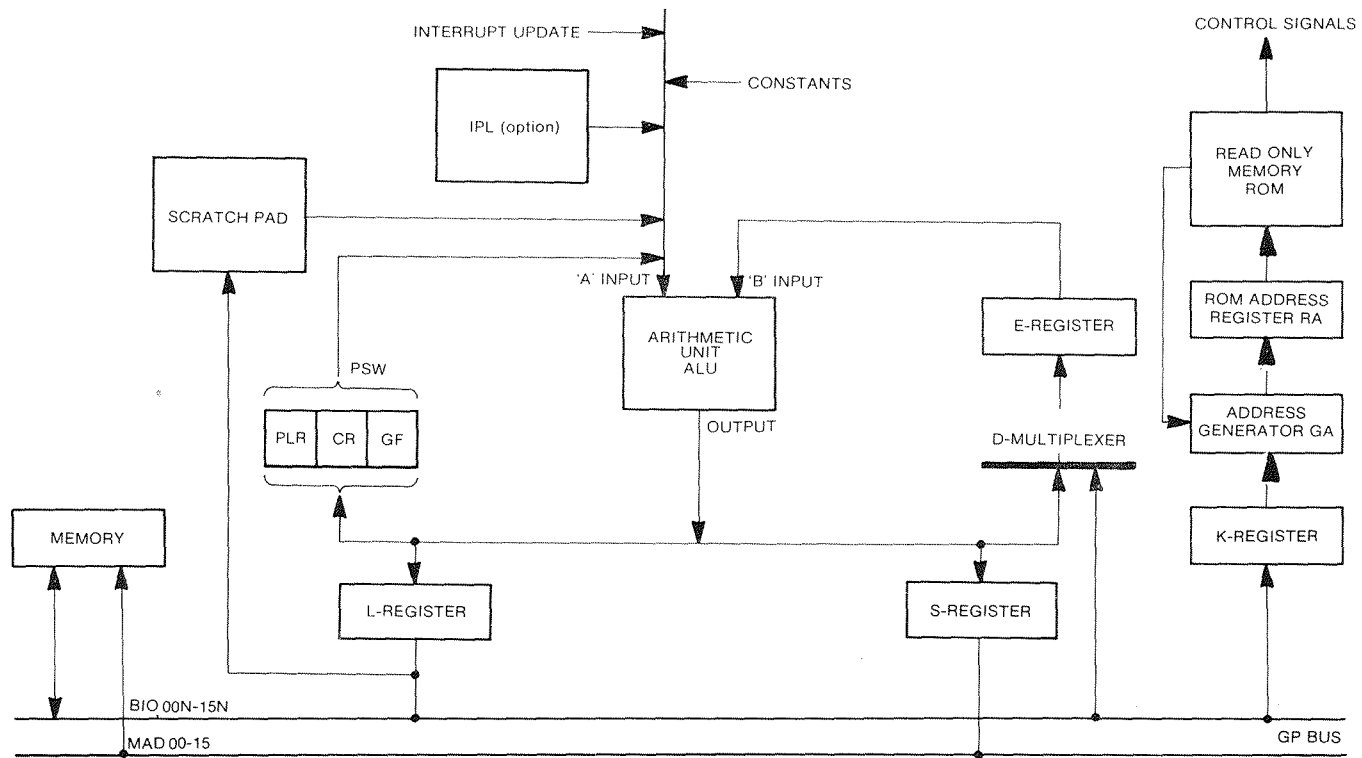 CONTROL SIGNALS
INTERRUPT UPDATE
CONSTANTS
IPL (option)
READ ONLY
MEMORY
ROM
SCRATCH PAD
'A' INPUT
'B' INPUT
ROM ADDRESS
REGISTER RA
E-REGISTER
ARITHMETIC
UNIT
ALU
PSW
PLR
CR
GF
OUTPUT
ADDRESS
GENERATOR GA
D-MULTIPLEXER
MEMORY
K-REGISTER
L-REGISTER
S-REGISTER
BIO 00N-15N
MAD 00-15
GP BUS